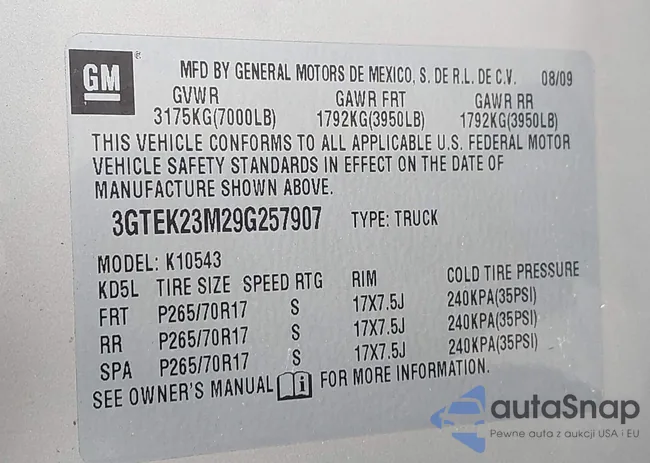 GM
MFD BY GENERAL MOTORS DE MEXICO, S. DE R.L. DE C.V. 08/09
GVWR GAWR FRT GAWR RR
3175KG(7000LB) 1792KG(3950LB) 1792KG(3950LB)
THIS VEHICLE CONFORMS TO ALL APPLICABLE U.S. FEDERAL MOTOR
VEHICLE SAFETY STANDARDS IN EFFECT ON THE DATE OF
MANUFACTURE SHOWN ABOVE.
3GTEK23M29G257907 TYPE: TRUCK
MODEL: K10543
KD5L TIRE SIZE SPEED RTG RIM COLD TIRE PRESSURE
FRT P265/70R17 S 17X7.5J 240KPA(35PSI)
RR P265/70R17 S 17X7.5J 240KPA(35PSI)
SPA P265/70R17 S 17X7.5J 240KPA(35PSI)
SEE OWNER'S MANUAL FOR MORE INFORMATION.
autaSnap
Pewne auta z aukcji USA i EU